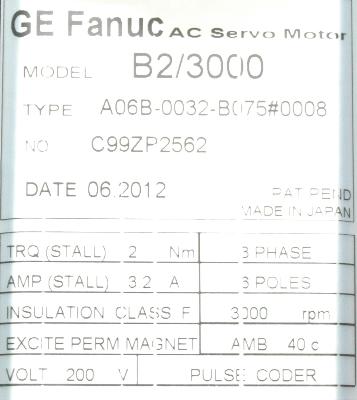 GE Fanuc AC Servo Motor
MODEL B2/3000
TYPE A06B-0032-B075#0008
NO C99ZP2562
DATE 06.2012 PAT PEND
MADE IN JAPAN
TRQ (STALL) 2 Nm 3 PHASE
AMP (STALL) 3.2 A 8 POLES
INSULATION CLASS F 3000 rpm
EXCITE PERM MAGNET AMB 40 c
VOLT 200 V PULSE CODER